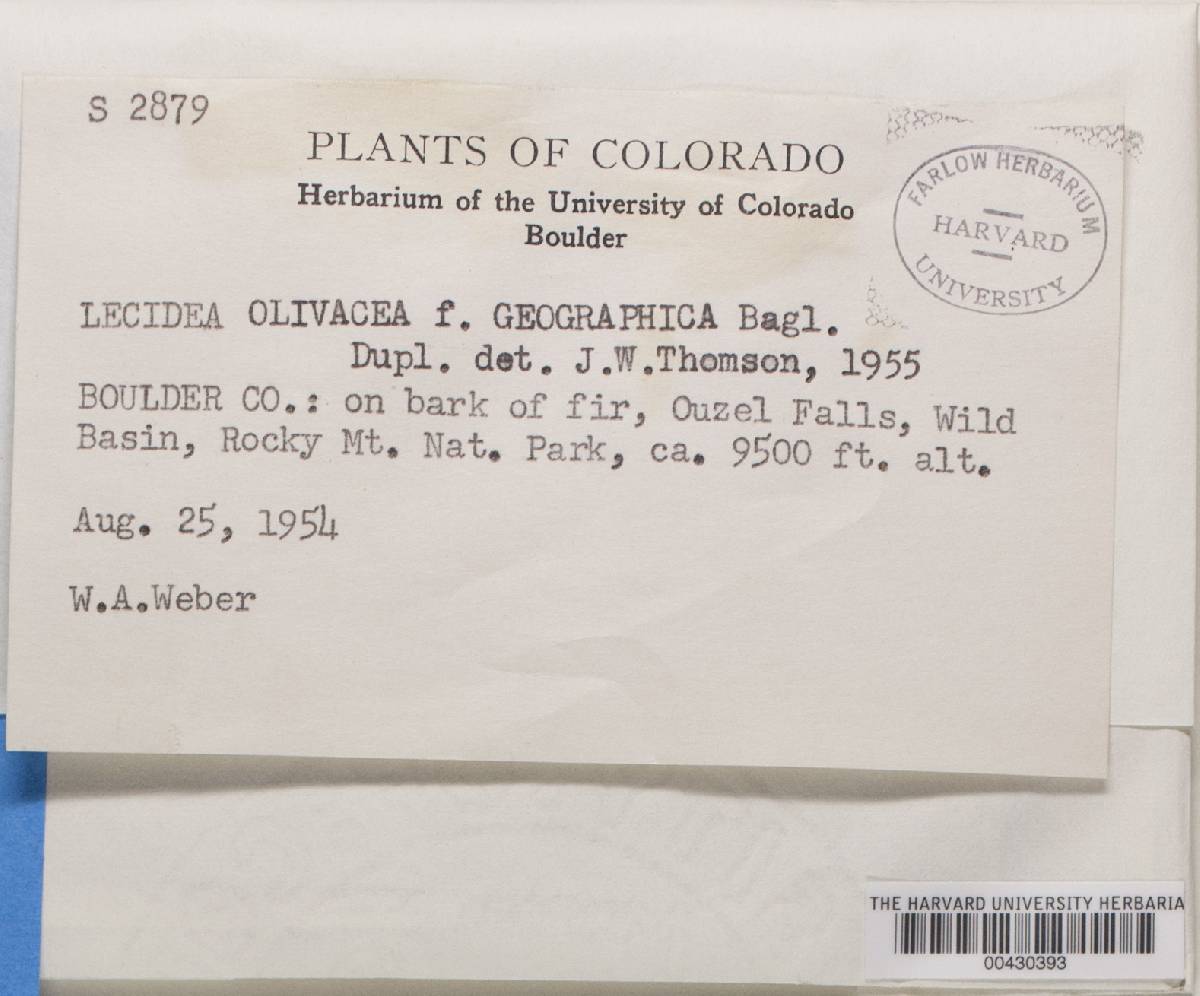 S 2879
PLANTS OF COLORADO
Herbarium of the University of Colorado
Boulder
FARLOW HERBARIUM
HARVARD
UNIVERSITY
LECIDEA OLIVACEA f. GEOGRAPHICA Bagl.
Dupl. det. J.W.Thomson, 1955
BOULDER CO.: on bark of fir, Ouzel Falls, Wild
Basin, Rocky Mt. Nat. Park, ca. 9500 ft. alt.
Aug. 25, 1954
W.A.Weber
THE HARVARD UNIVERSITY HERBARIA
00430393